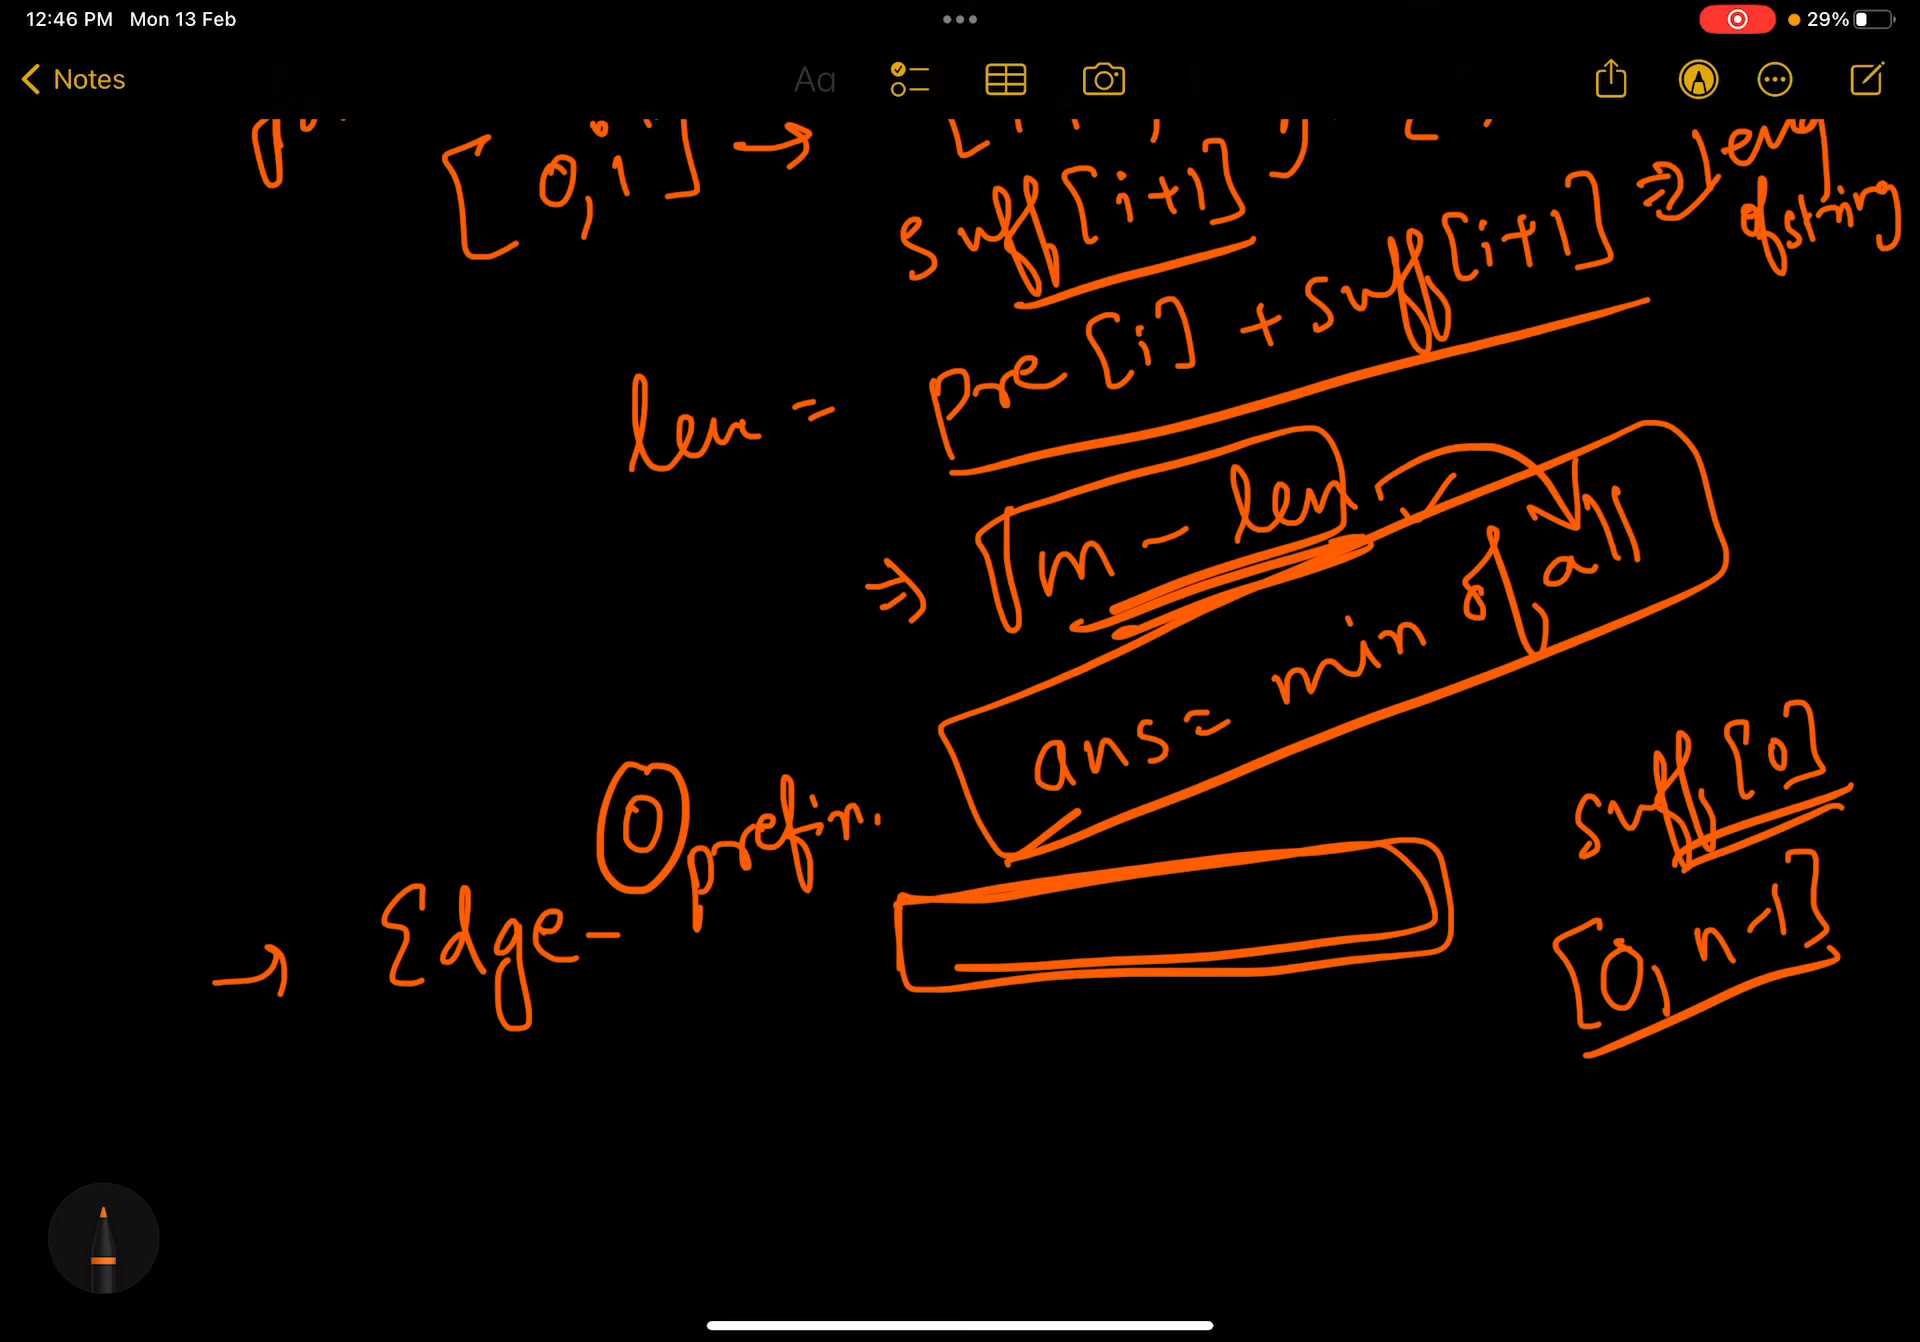 12:46 PM Mon 13 Feb
29%
Notes
Aa
[0, i] →
suff[i+1]
len = pre[i] + suff[i+1] ⇒ leng
of string
⇒ m - len
ans = min of all
0 prefix.
suff[0]
→ Edge-
[0, n-1]